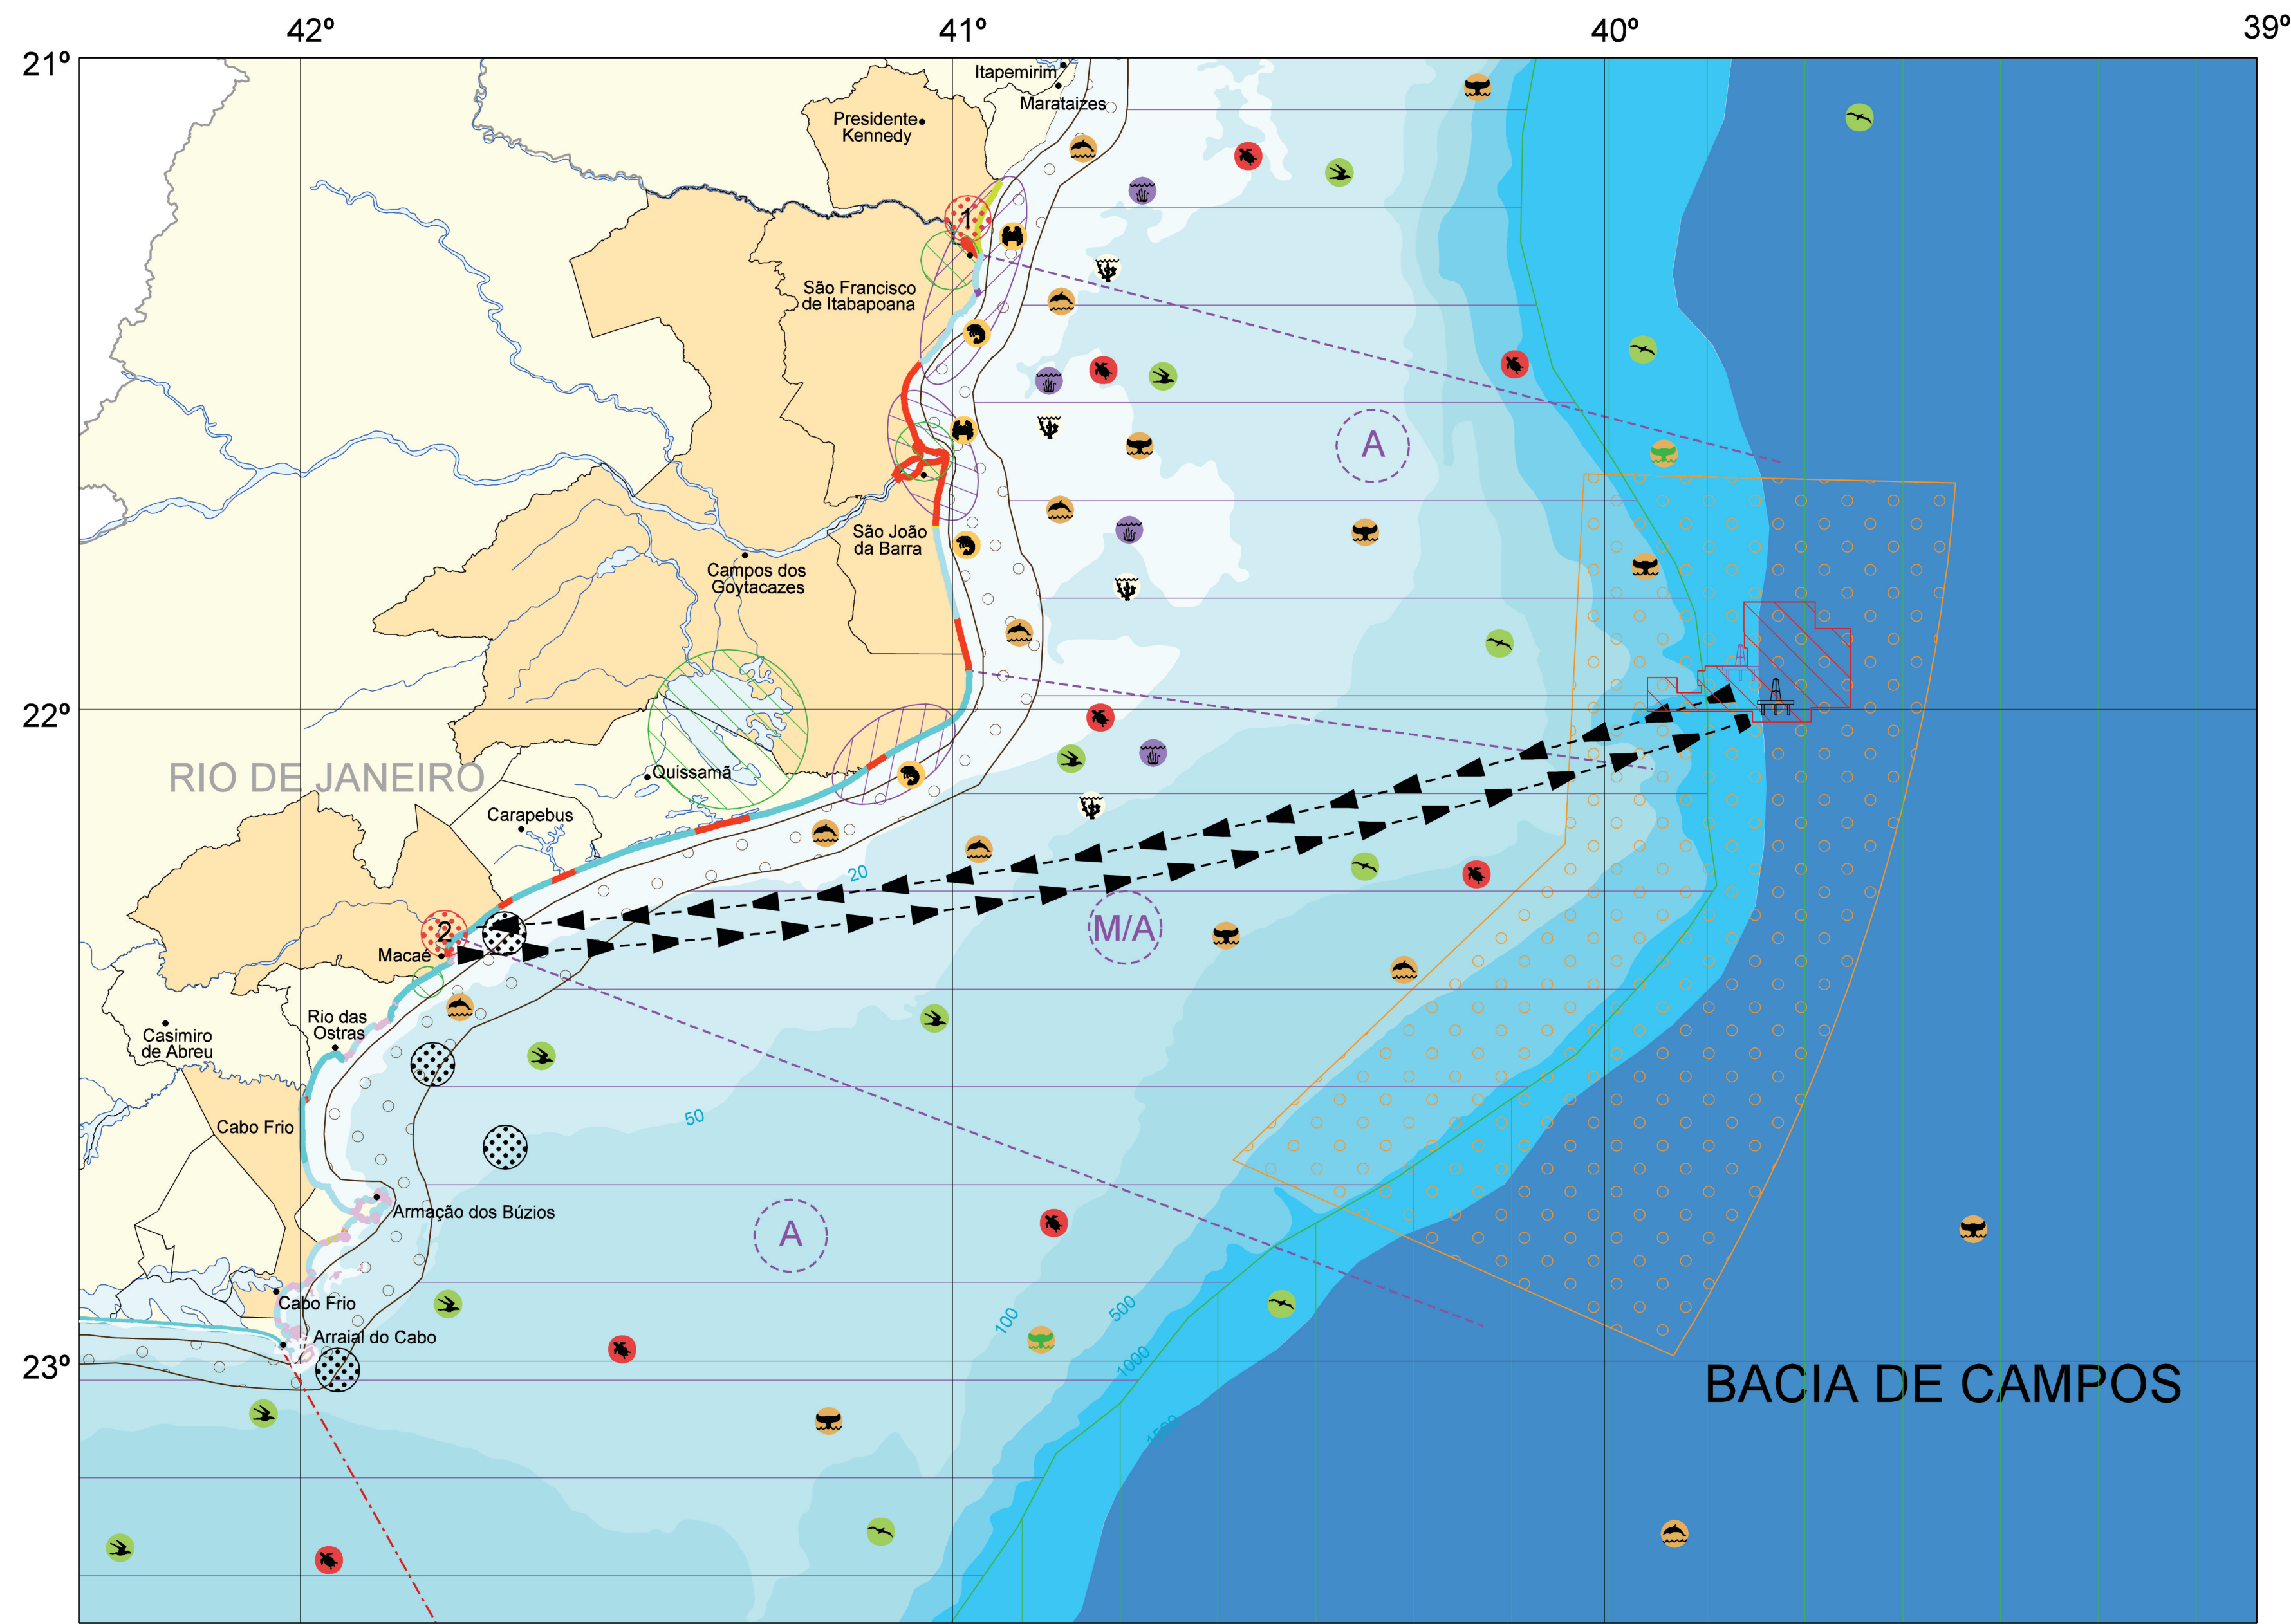 42º
41º
40º
39º
21º
Itapemirim
Marataizes
Presidente
Kennedy
1
São Francisco
de Itabapoana
A
São João
da Barra
Campos dos
Goytacazes
22º
RIO DE JANEIRO
Quissamã
Carapebus
20
2
M/A
Macaé
Rio das
Ostras
Casimiro
de Abreu
50
Cabo Frio
Armação dos Búzios
A
Cabo Frio
100
500
Arraial do Cabo
23º
1000
BACIA DE CAMPOS
1500